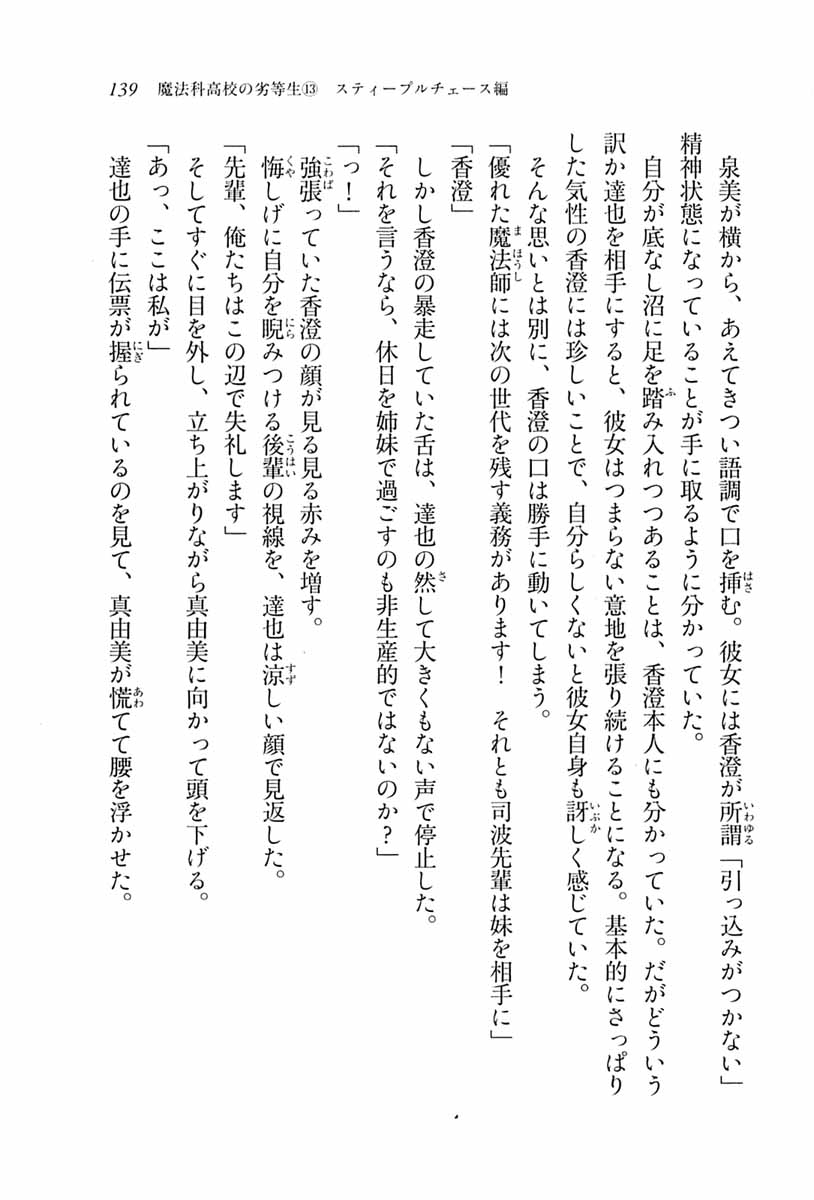 139 魔法科高校の劣等生⑬ スティープルチェース編
泉美が横から、あえてきつい語調で口を挿む。彼女には香澄が所謂「引っ込みがつかない」
精神状態になっていることが手に取るように分かっていた。
自分が底なし沼に足を踏み入れつつあることは、香澄本人にも分かっていた。だがどういう
訳か達也を相手にすると、彼女はつまらない意地を張り続けることになる。基本的にさっぱり
した気性の香澄には珍しいことで、自分らしくないと彼女自身も訝しく感じていた。
そんな思いとは別に、香澄の口は勝手に動いてしまう。
「優れた魔法師には次の世代を残す義務があります！　それとも司波先輩は妹を相手に」
「香澄」
しかし香澄の暴走していた舌は、達也の然して大きくもない声で停止した。
「それを言うなら、休日を姉妹で過ごすのも非生産的ではないのか？」
「っ！」
強張っていた香澄の顔が見る見る赤みを増す。
悔しげに自分を睨みつける後輩の視線を、達也は涼しい顔で見返した。
「先輩、俺たちはこの辺で失礼します」
そしてすぐに目を外し、立ち上がりながら真由美に向かって頭を下げる。
「あっ、ここは私が」
達也の手に伝票が握られているのを見て、真由美が慌てて腰を浮かせた。